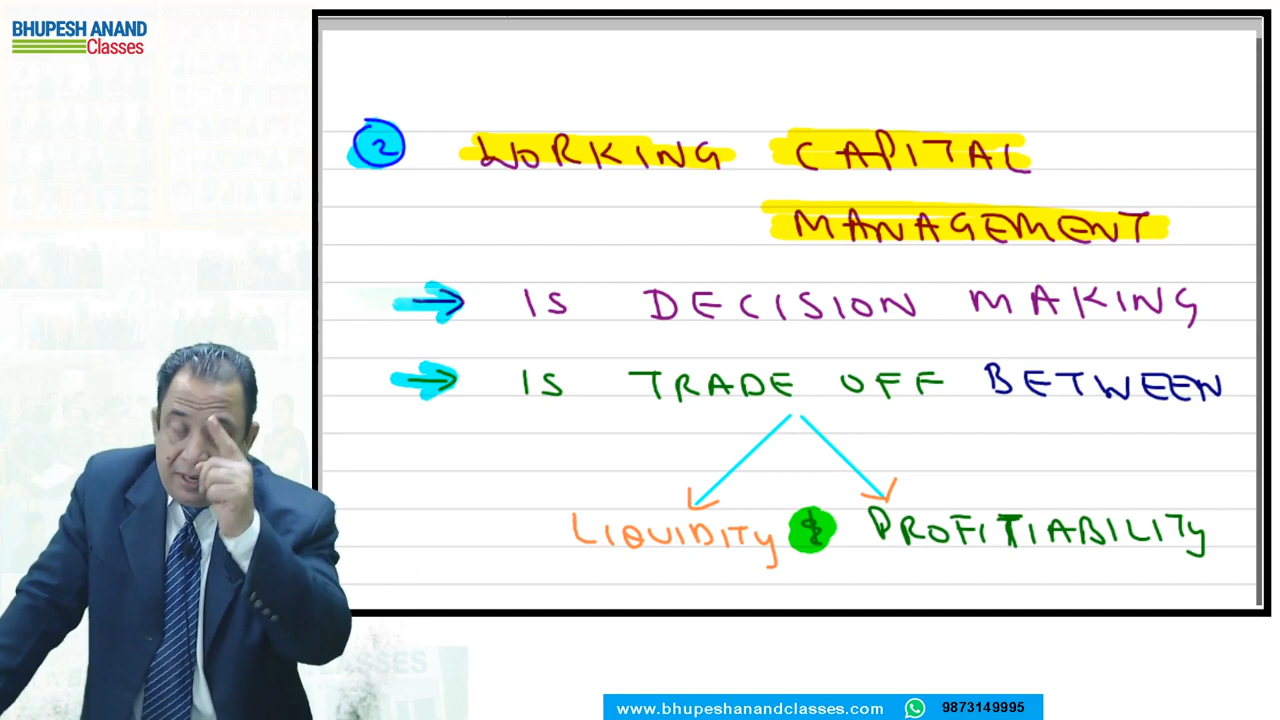 BHUPESH ANAND
Classes
2 WORKING CAPITAL
MANAGEMENT
→ IS DECISION MAKING
→ IS TRADE OFF BETWEEN
LIQUIDITY & PROFITIABILITY
CLASSES
www.bhupeshanandclasses.com 9873149995